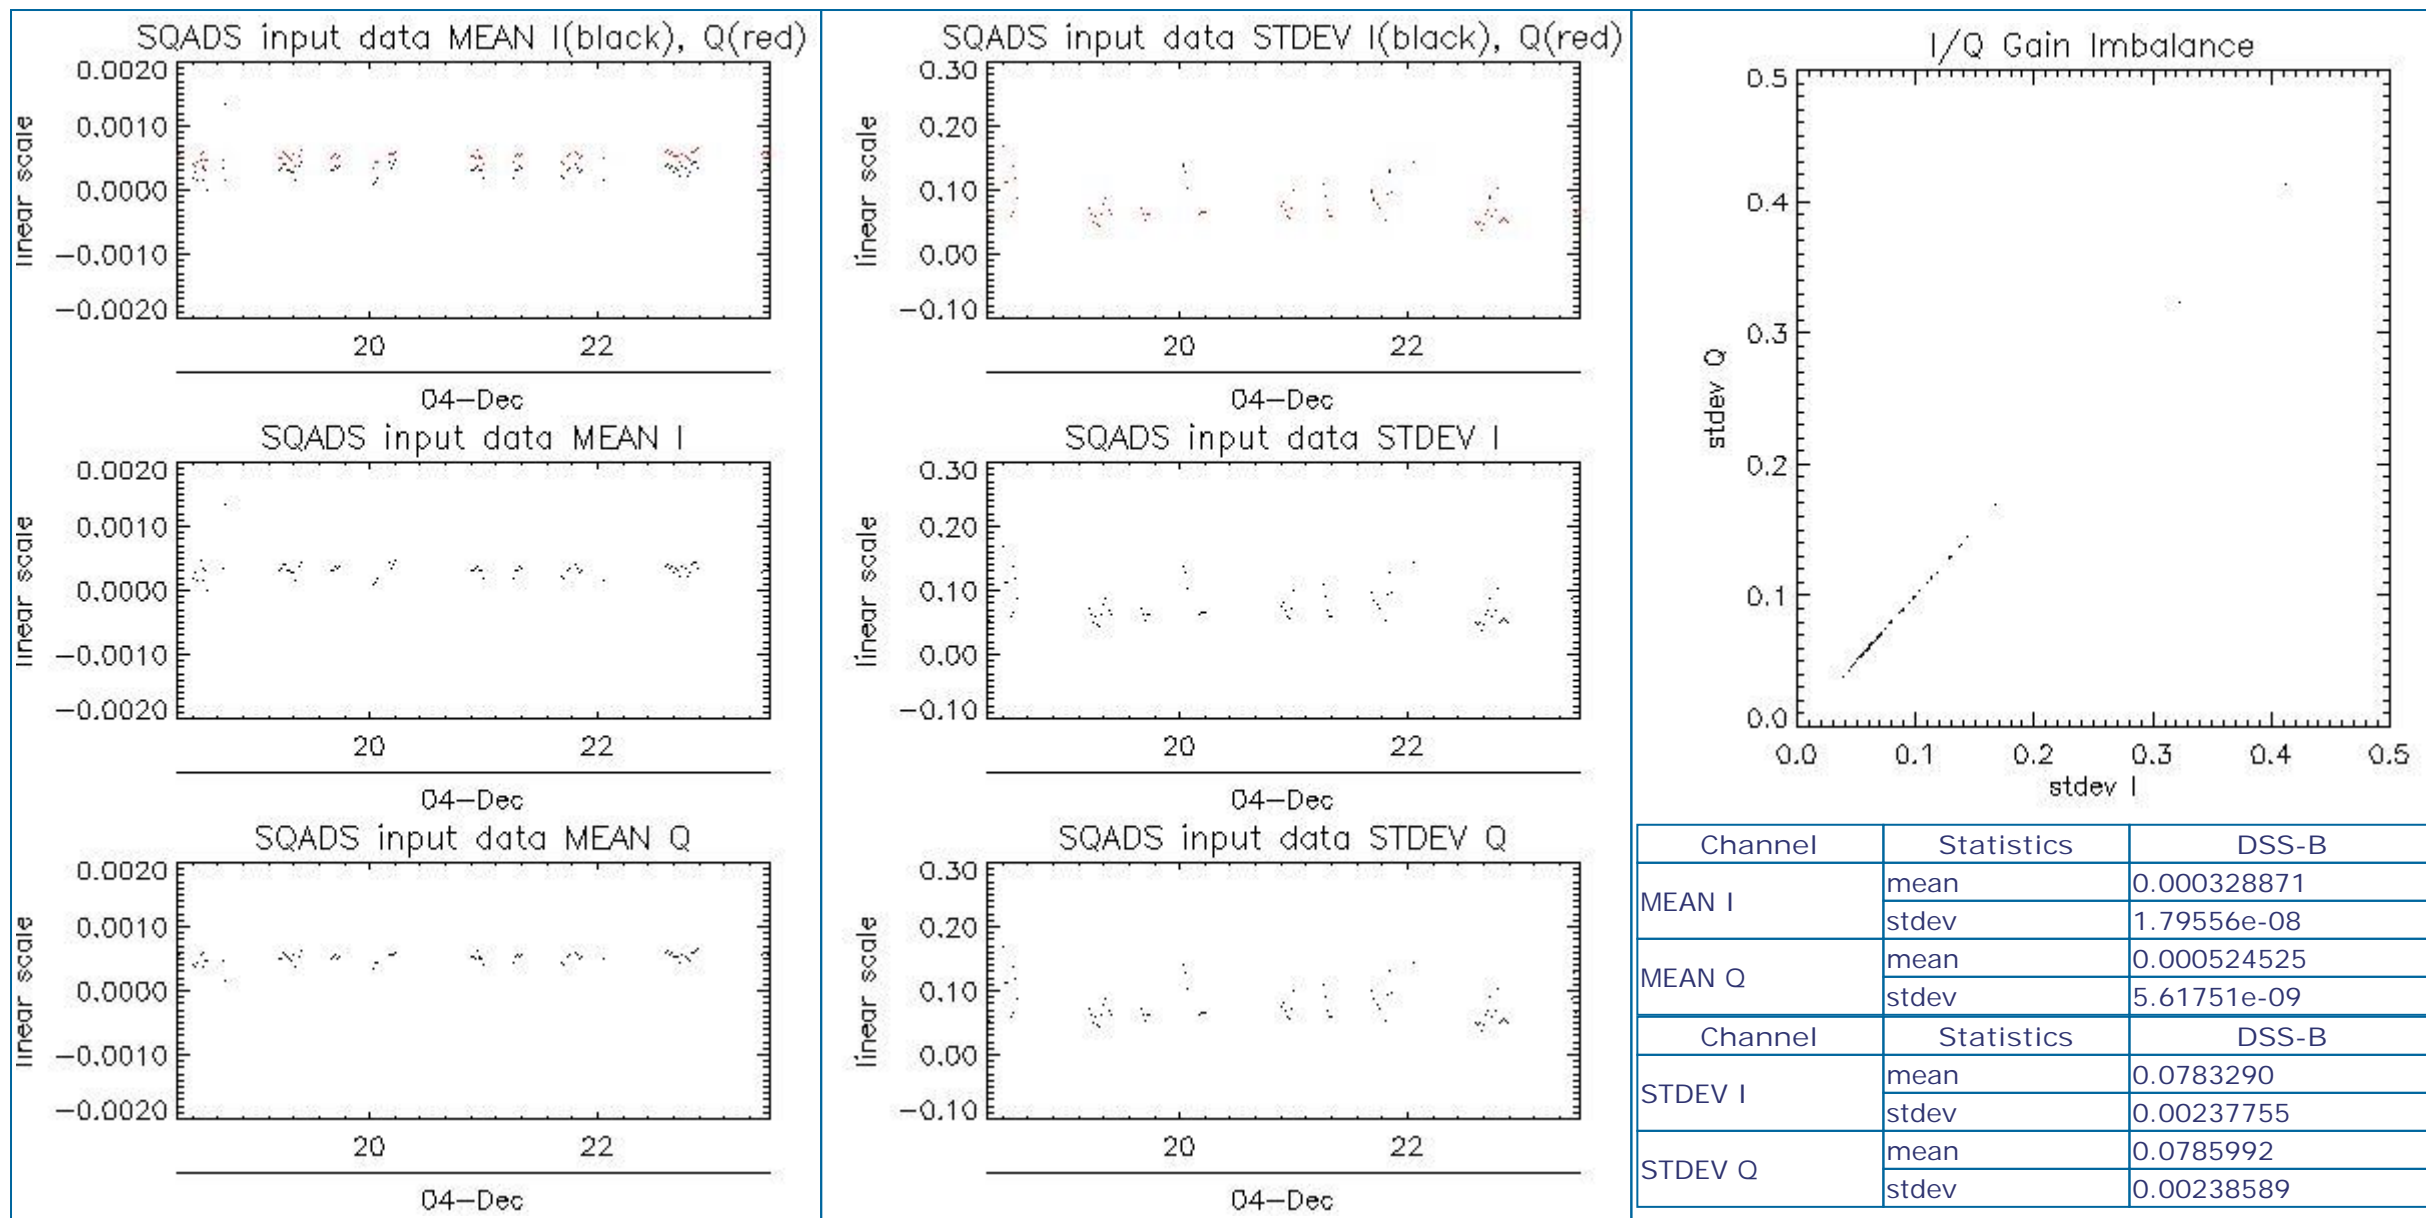 SQADS input data MEAN I(black), Q(red)
0.0020
0.0010
0.0000
−0.0010
−0.0020
linear scale
20 22
04−Dec
SQADS input data MEAN I
0.0020
0.0010
0.0000
−0.0010
−0.0020
linear scale
20 22
04−Dec
SQADS input data MEAN Q
0.0020
0.0010
0.0000
−0.0010
−0.0020
linear scale
20 22
04−Dec
SQADS input data STDEV I(black), Q(red)
0.30
0.20
0.10
0.00
−0.10
linear scale
20 22
04−Dec
SQADS input data STDEV I
0.30
0.20
0.10
0.00
−0.10
linear scale
20 22
04−Dec
SQADS input data STDEV Q
0.30
0.20
0.10
0.00
−0.10
linear scale
20 22
04−Dec
I/Q Gain Imbalance
0.5
0.4
0.3
0.2
0.1
0.0
stdev Q
0.0 0.1 0.2 0.3 0.4 0.5
stdev I
Channel Statistics DSS-B
MEAN I mean 0.000328871
stdev 1.79556e-08
MEAN Q mean 0.000524525
stdev 5.61751e-09
Channel Statistics DSS-B
STDEV I mean 0.0783290
stdev 0.00237755
STDEV Q mean 0.0785992
stdev 0.00238589